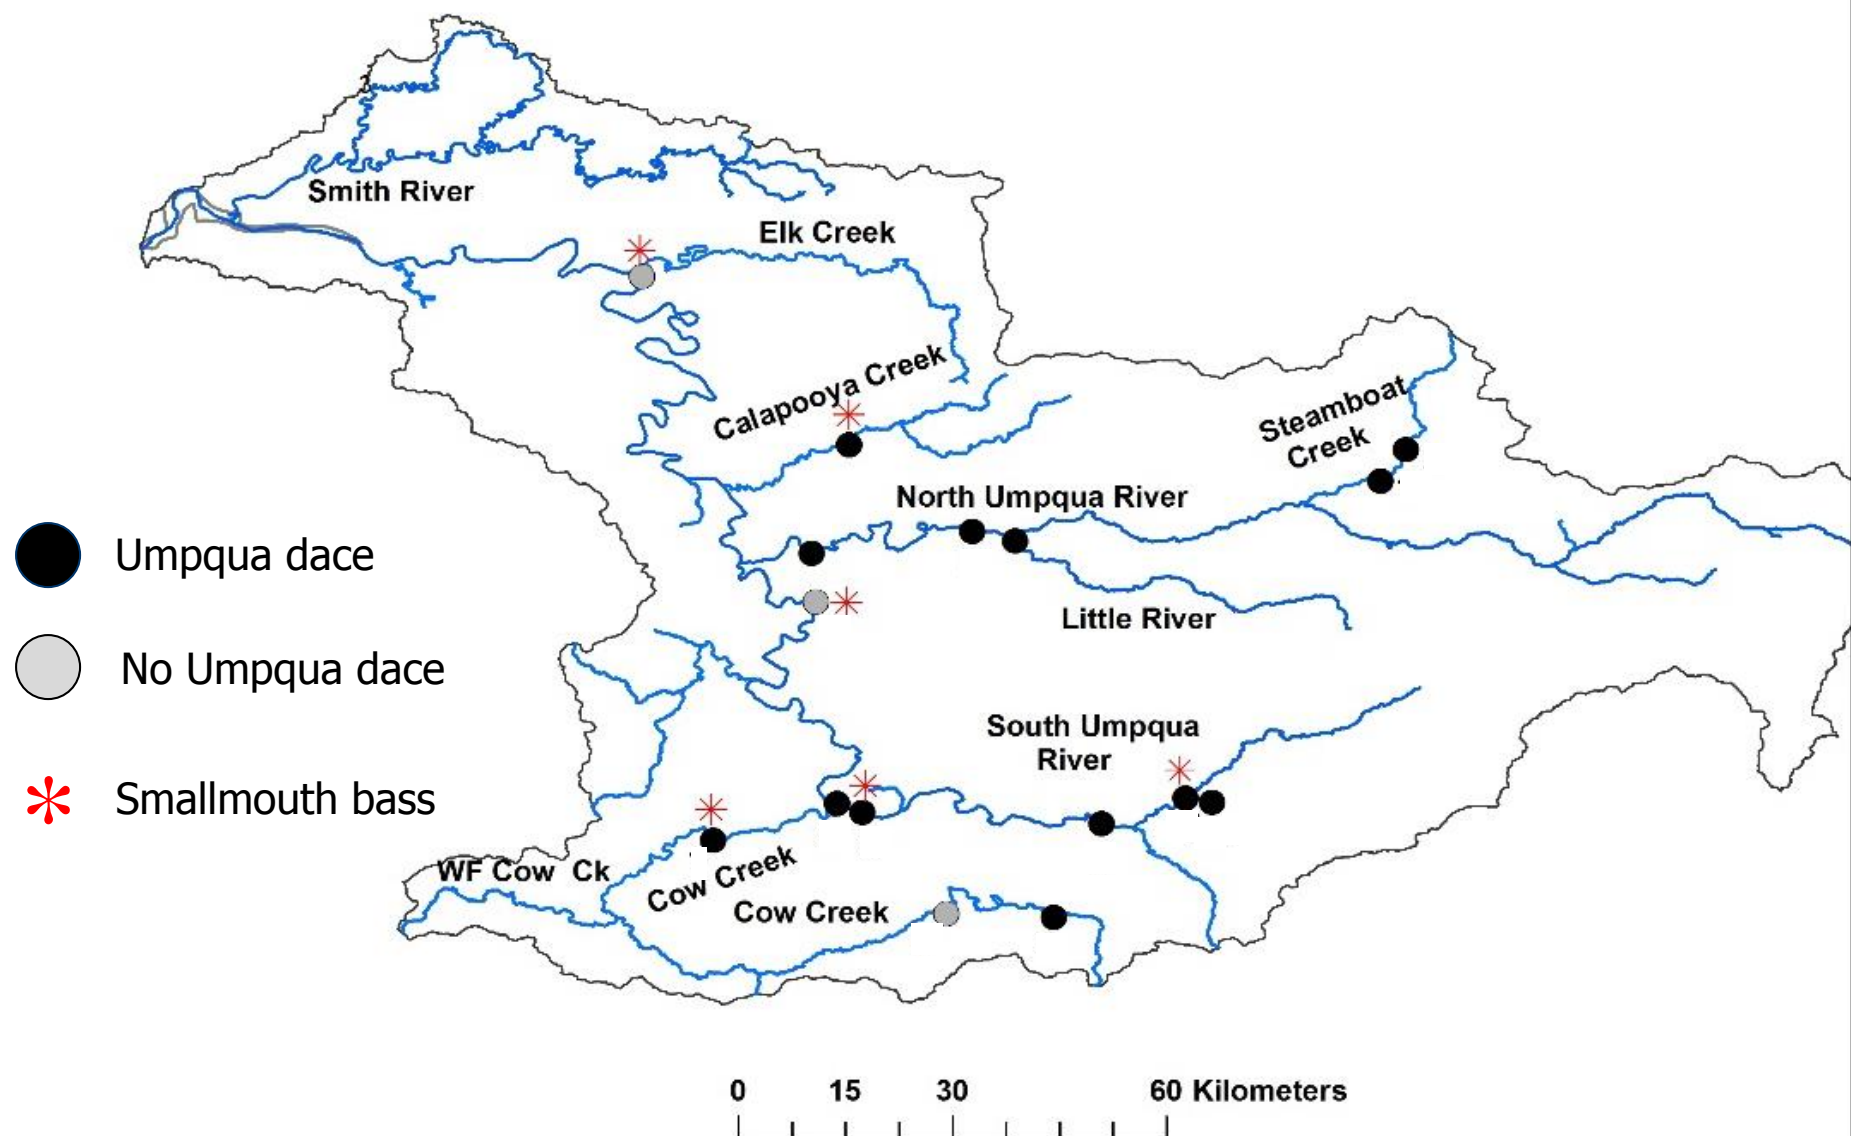 Smith River
Elk Creek
Calapooya Creek
Steamboat
Creek
North Umpqua River
Umpqua dace
Little River
No Umpqua dace
South Umpqua
River
Smallmouth bass
WF Cow Ck
Cow Creek
Cow Creek
0 15 30 60 Kilometers